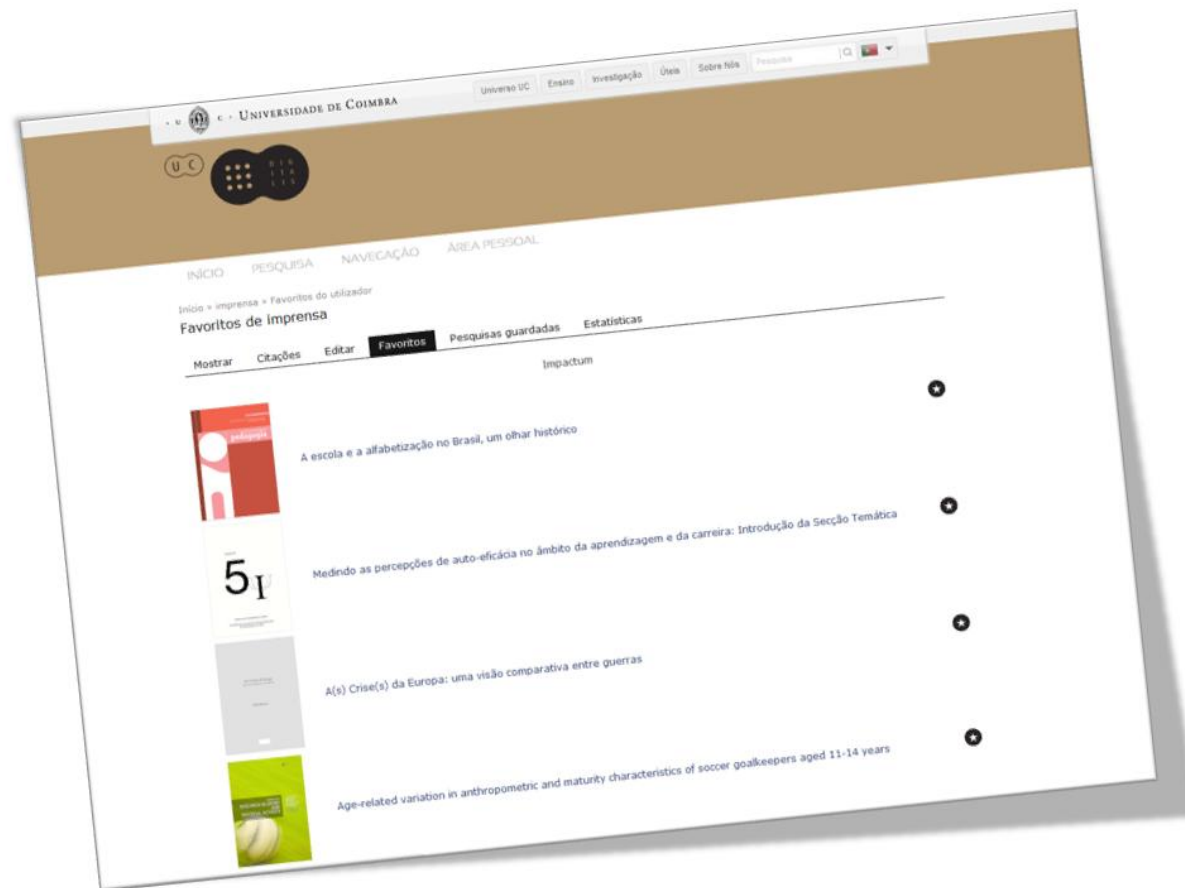 · U · C · UNIVERSIDADE DE COIMBRA
Universo UC Ensino Investigação Úteis Sobre Nós Pesquisa
U C DIGITALIS
INÍCIO PESQUISA NAVEGAÇÃO ÁREA PESSOAL
Início » imprensa » Favoritos do utilizador
Favoritos de imprensa
Mostrar Citações Editar Favoritos Pesquisas guardadas Estatísticas
Impactum
pedagogia
A escola e a alfabetização no Brasil, um olhar histórico
5
Medindo as percepções de auto-eficácia no âmbito da aprendizagem e da carreira: Introdução da Secção Temática
A(s) Crise(s) da Europa: uma visão comparativa entre guerras
Age-related variation in anthropometric and maturity characteristics of soccer goalkeepers aged 11-14 years